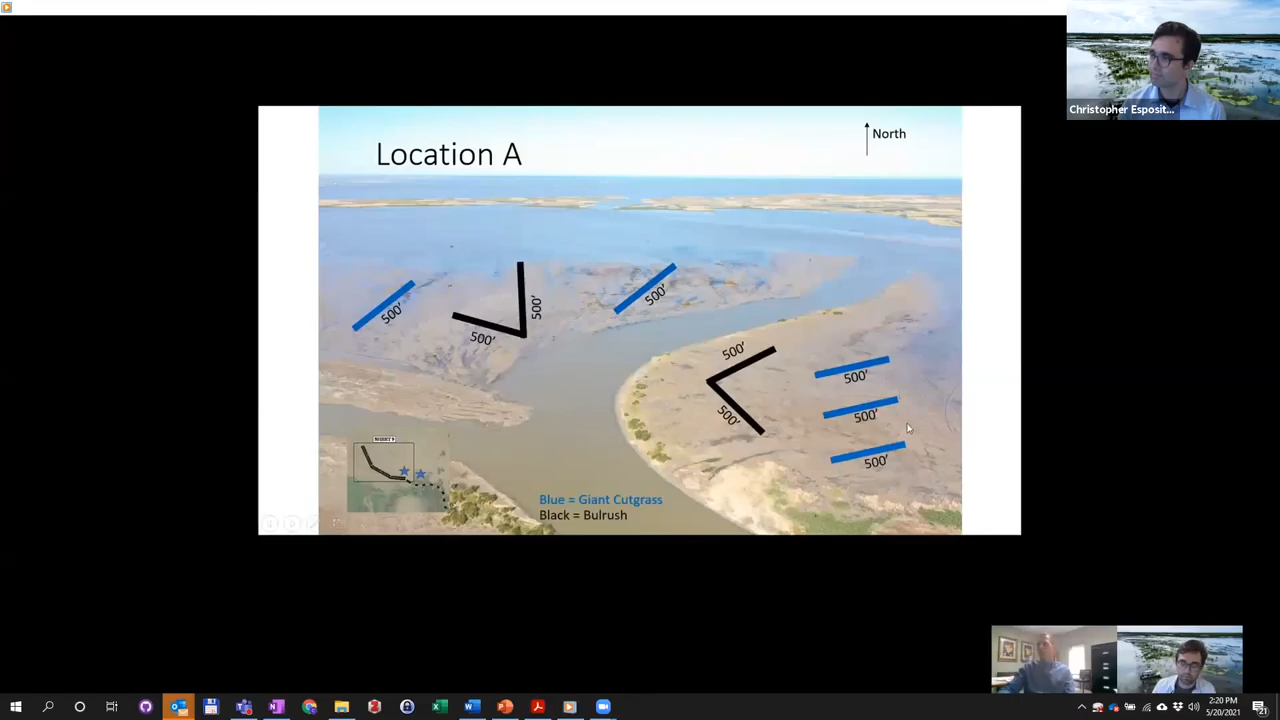 Christopher Esposit...
Location A
North
500'
500'
500'
500'
500'
500'
500'
500'
500'
Blue = Giant Cutgrass
Black = Bulrush
2:20 PM
5/20/2021
21